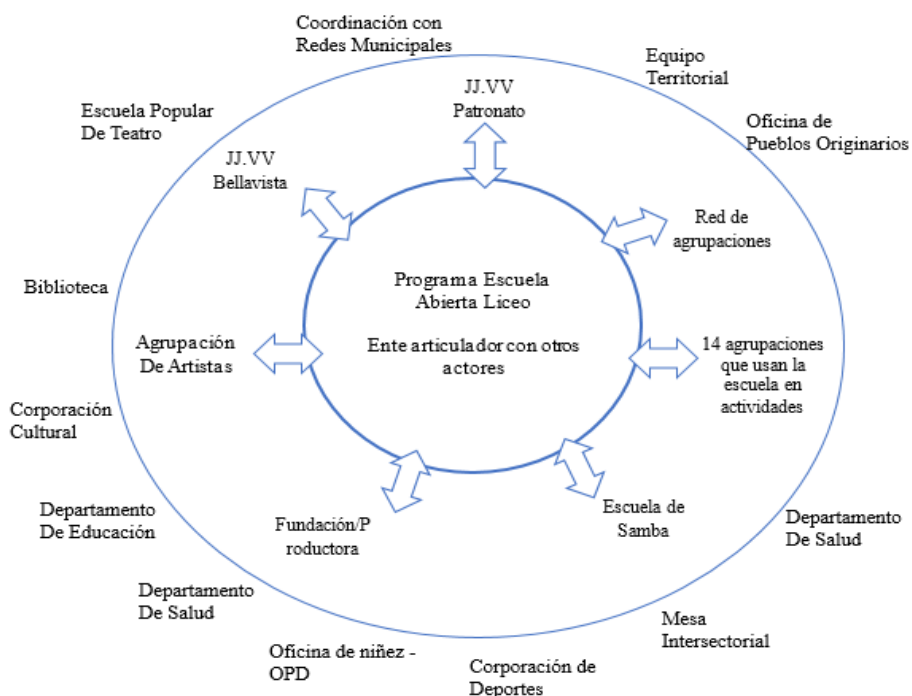 Coordinación con
Redes Municipales
Equipo
Territorial
Escuela Popular
De Teatro
JJ.VV
Patronato
Oficina de
Pueblos Originarios
JJ.VV
Bellavista
Red de
agrupaciones
Programa Escuela
Abierta Liceo
Biblioteca
Agrupación
De Artistas
Ente articulador con otros
actores
14 agrupaciones
que usan la
escuela en
actividades
Corporación
Cultural
Departamento
De Educación
Fundación/P
roductora
Escuela de
Samba
Departamento
De Salud
Departamento
De Salud
Mesa
Intersectorial
Oficina de niñez -
OPD
Corporación de
Deportes